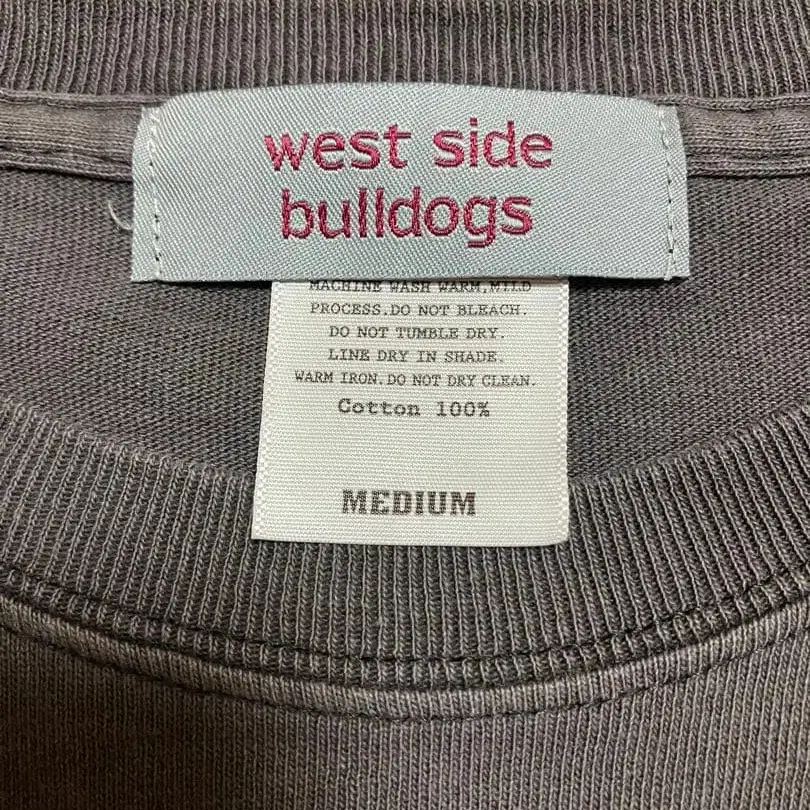 west side
bulldogs
MACHINE WASH WARM,MILD
PROCESS.DO NOT BLEACH.
DO NOT TUMBLE DRY.
LINE DRY IN SHADE.
WARM IRON.DO NOT DRY CLEAN.
Cotton 100%
MEDIUM